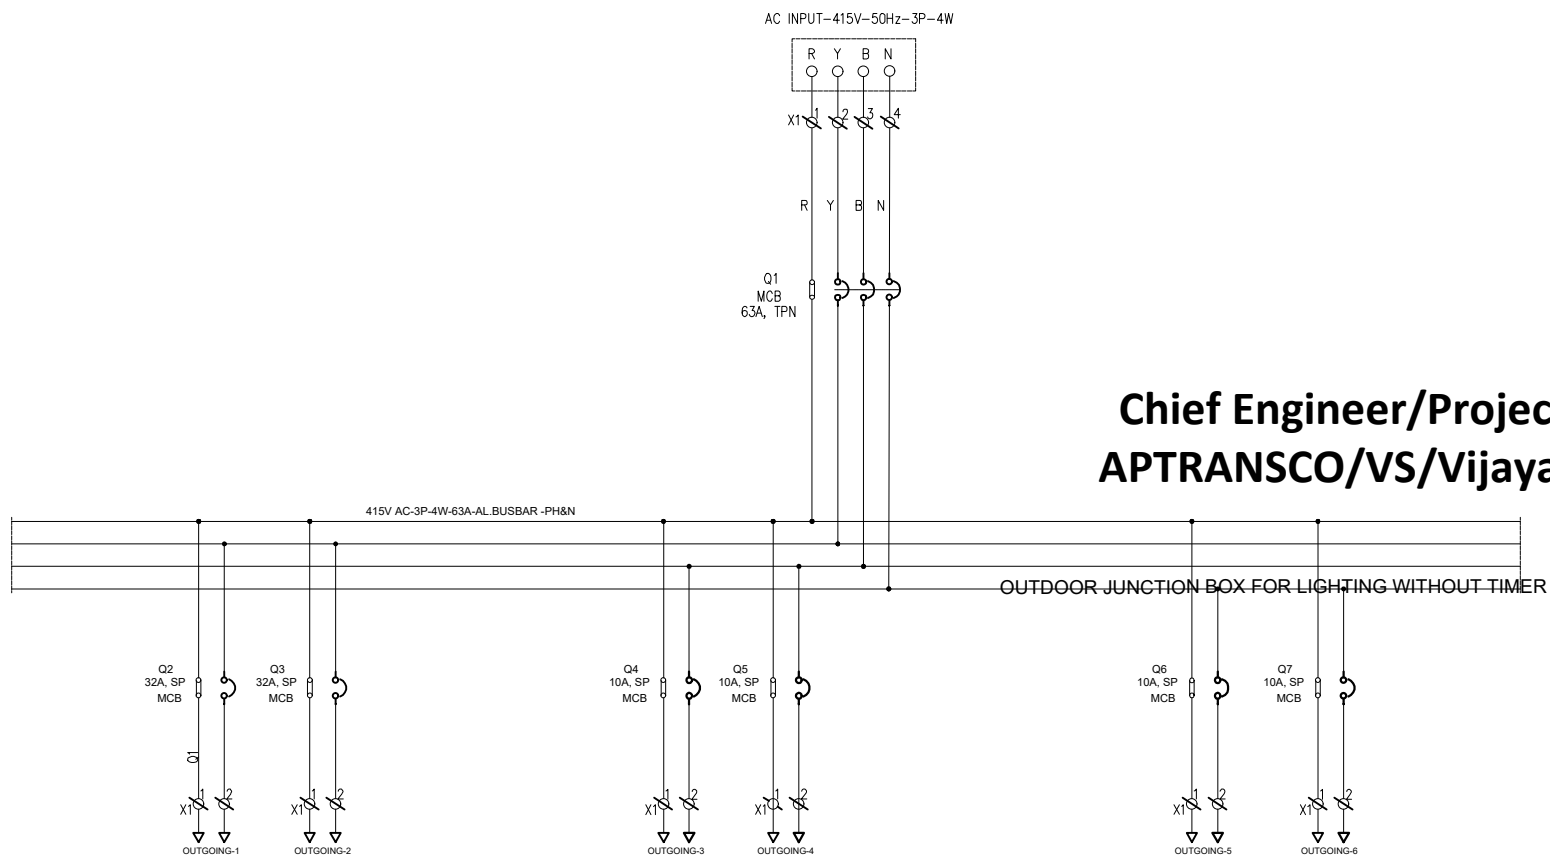 AC INPUT-415V-50Hz-3P-4W
R Y B N
X1 1 2 3 4
R Y B N
Q1
MCB
63A, TPN
Chief Engineer/Projec
APTRANSCO/VS/Vijaya
415V AC-3P-4W-63A-AL.BUSBAR -PH&N
OUTDOOR JUNCTION BOX FOR LIGHTING WITHOUT TIMER
Q2
32A, SP
MCB
Q3
32A, SP
MCB
Q4
10A, SP
MCB
Q5
10A, SP
MCB
Q6
10A, SP
MCB
Q7
10A, SP
MCB
Q1
X1 1 2
X1 1 2
X1 1 2
X1 1 2
X1 1 2
X1 1 2
OUTGOING-1
OUTGOING-2
OUTGOING-3
OUTGOING-4
OUTGOING-5
OUTGOING-6